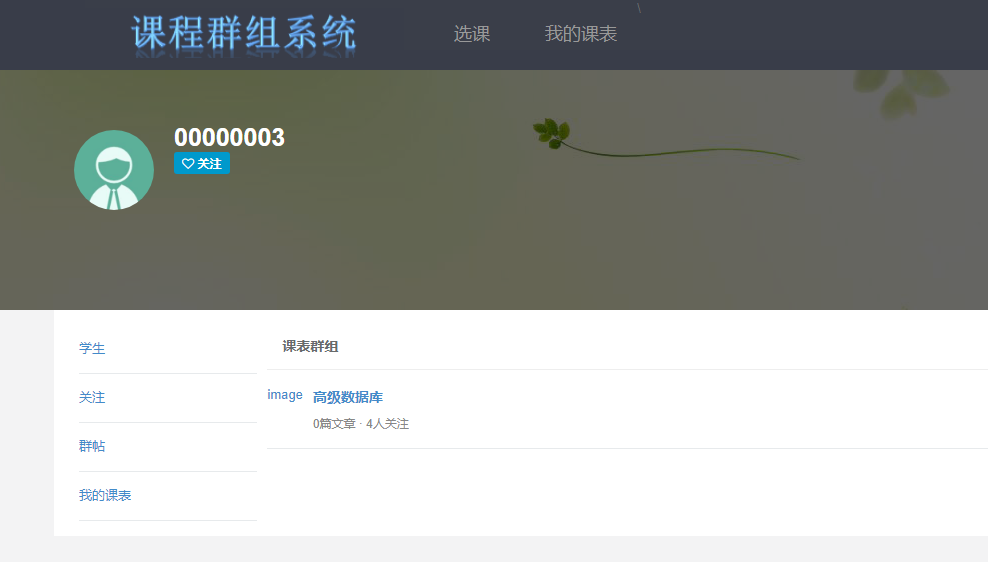 课程群组系统
选课
我的课表
\
00000003
关注
学生
关注
群帖
我的课表
课表群组
image
高级数据库
0篇文章 · 4人关注